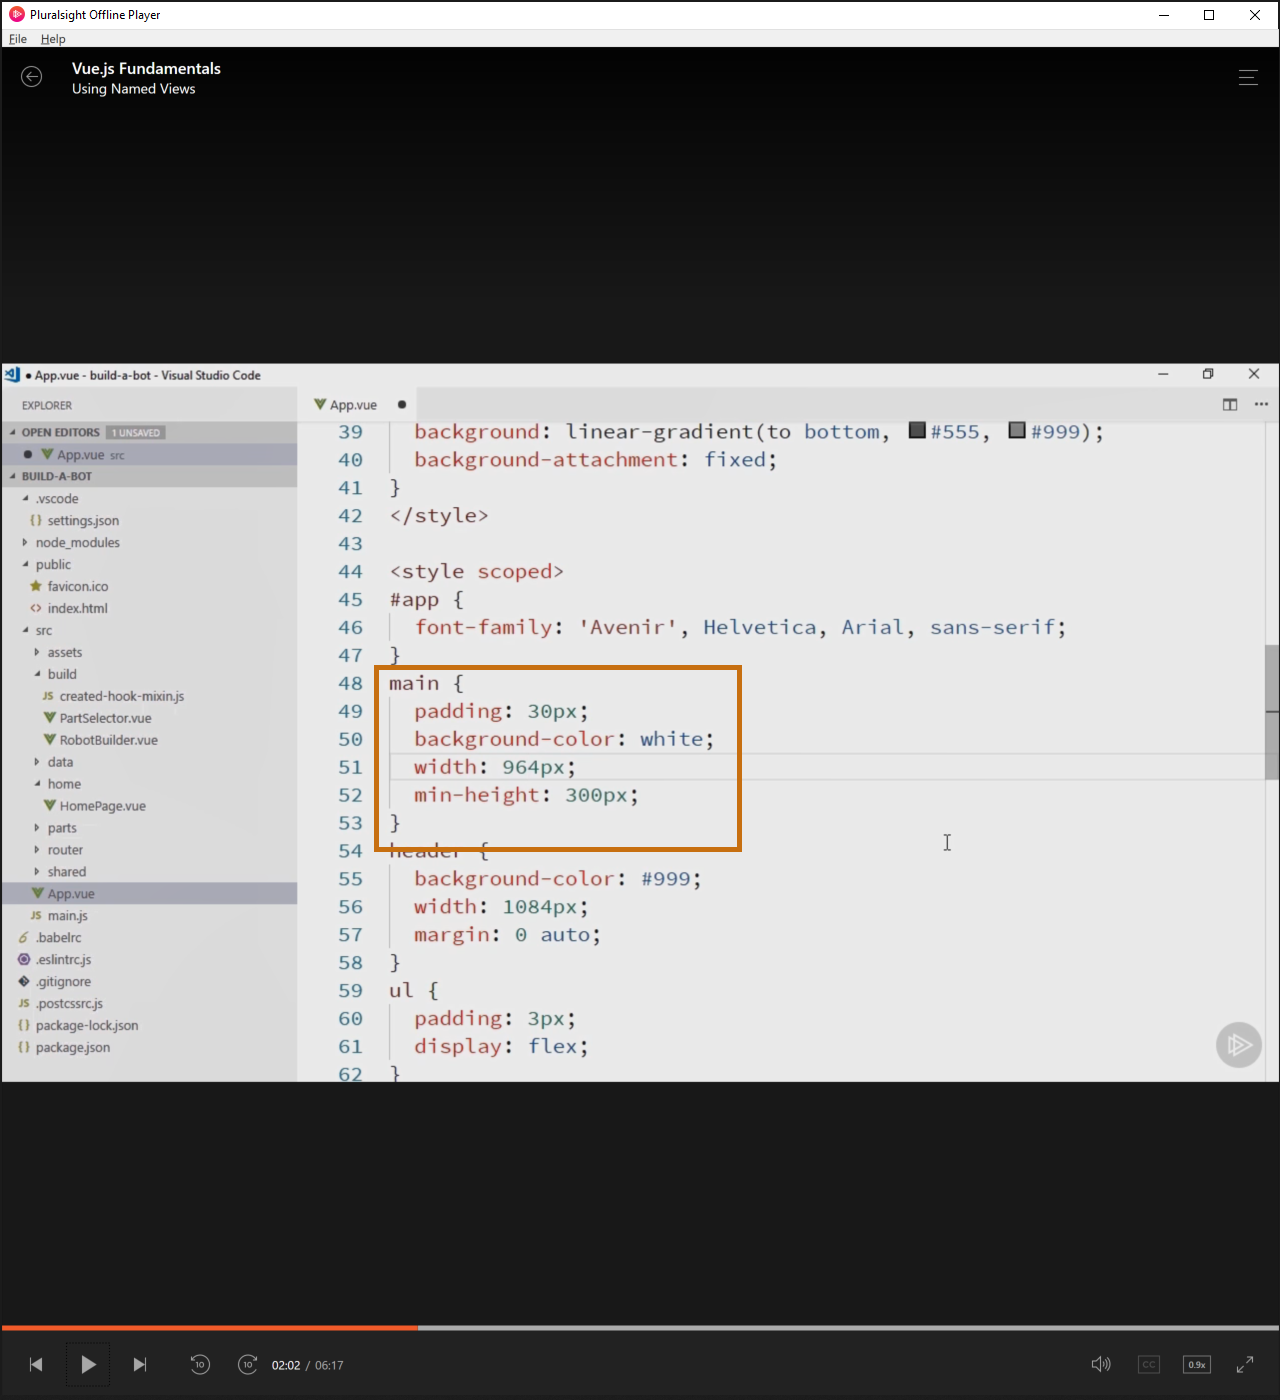 Pluralsight Offline Player
File Help
Vue.js Fundamentals
Using Named Views
● App.vue - build-a-bot - Visual Studio Code
EXPLORER
OPEN EDITORS 1 UNSAVED
App.vue src
BUILD-A-BOT
.vscode
{} settings.json
node_modules
public
favicon.ico
<> index.html
src
assets
build
JS created-hook-mixin.js
PartSelector.vue
RobotBuilder.vue
data
home
HomePage.vue
parts
router
shared
App.vue
JS main.js
.babelrc
.eslintrc.js
.gitignore
JS .postcssrc.js
{} package-lock.json
{} package.json
App.vue ●
39 background: linear-gradient(to bottom, #555, #999);
40 background-attachment: fixed;
41 }
42 </style>
43
44 <style scoped>
45 #app {
46 font-family: 'Avenir', Helvetica, Arial, sans-serif;
47 }
48 main {
49 padding: 30px;
50 background-color: white;
51 width: 964px;
52 min-height: 300px;
53 }
54 header {
55 background-color: #999;
56 width: 1084px;
57 margin: 0 auto;
58 }
59 ul {
60 padding: 3px;
61 display: flex;
62 }
10 10 02:02 / 06:17 CC 0.9x